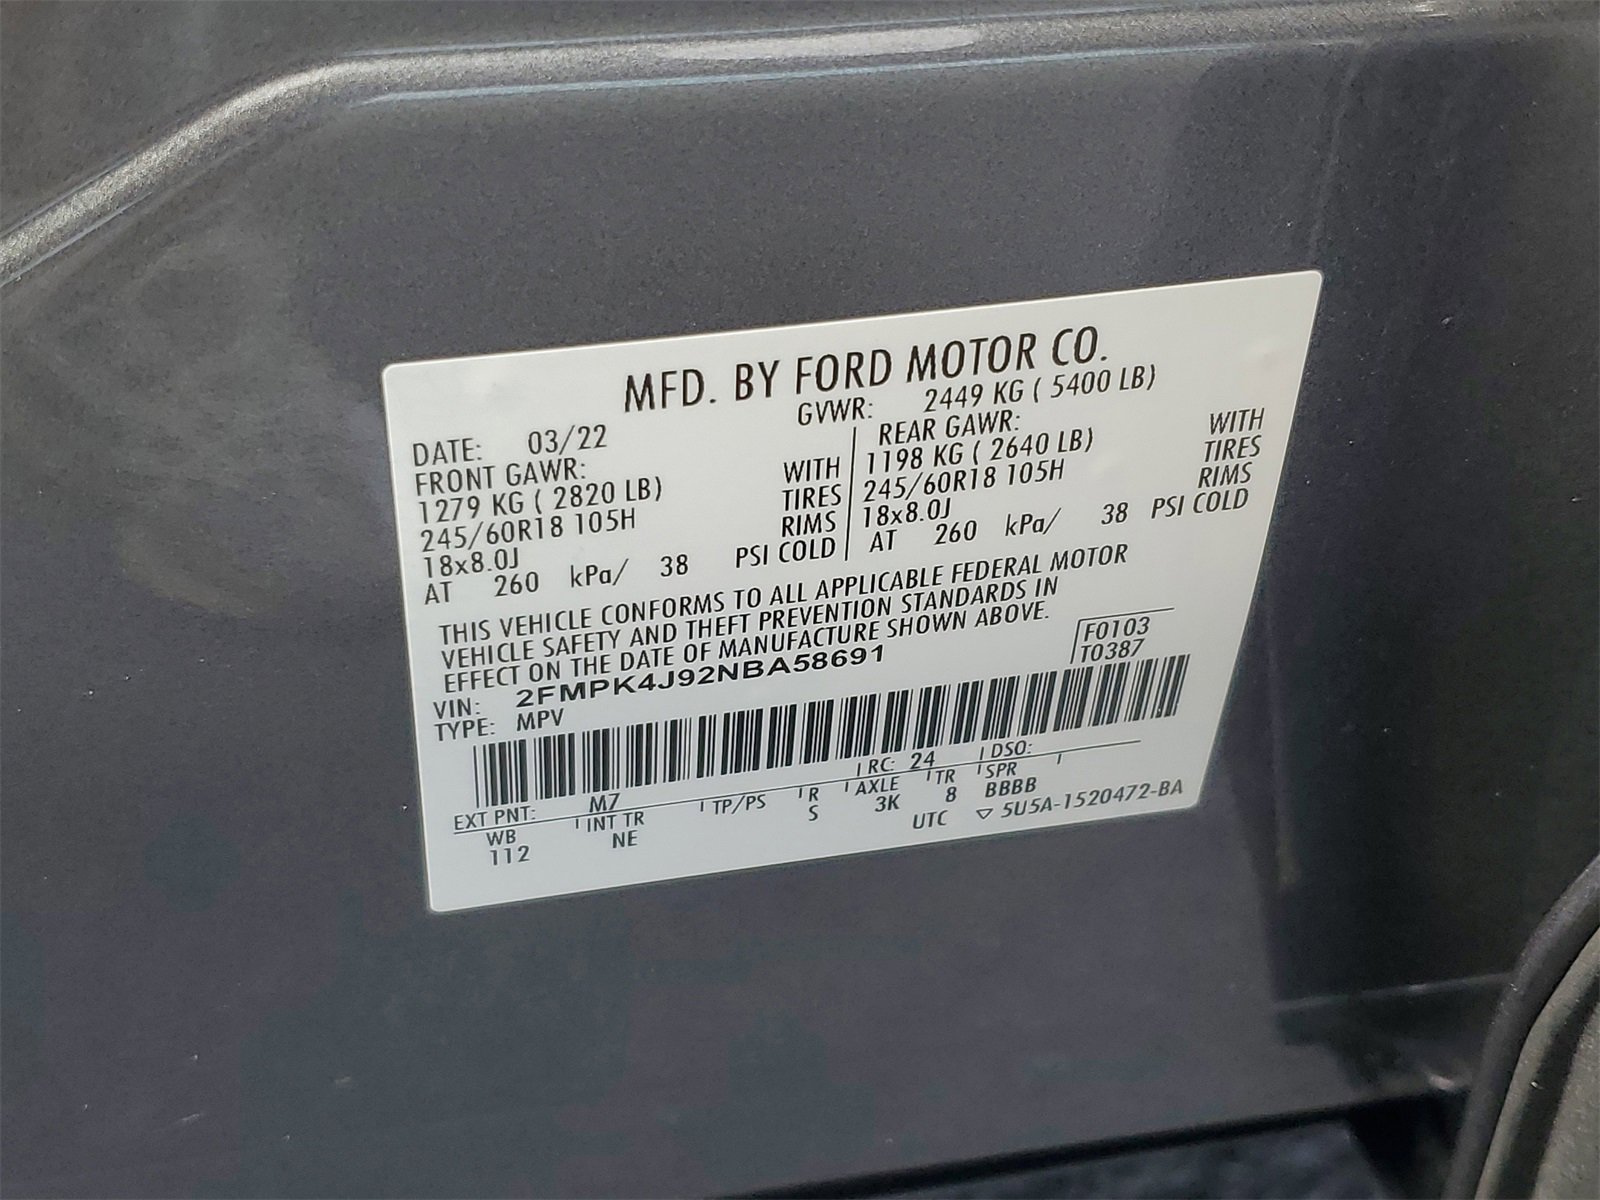 MFD. BY FORD MOTOR CO.
DATE: 03/22 GVWR: 2449 KG ( 5400 LB)
FRONT GAWR: REAR GAWR:
1279 KG ( 2820 LB) WITH 1198 KG ( 2640 LB) WITH
245/60R18 105H TIRES 245/60R18 105H TIRES
18x8.0J RIMS 18x8.0J RIMS
AT 260 kPa/ 38 PSI COLD AT 260 kPa/ 38 PSI COLD
THIS VEHICLE CONFORMS TO ALL APPLICABLE FEDERAL MOTOR
VEHICLE SAFETY AND THEFT PREVENTION STANDARDS IN
EFFECT ON THE DATE OF MANUFACTURE SHOWN ABOVE.
F0103
VIN: 2FMPK4J92NBA58691 T0387
TYPE: MPV
EXT PNT: M7 RC: 24 DSO:
WB INT TR TP/PS R AXLE TR SPR
112 NE S 3K 8 BBBB
UTC ▽ 5U5A-1520472-BA